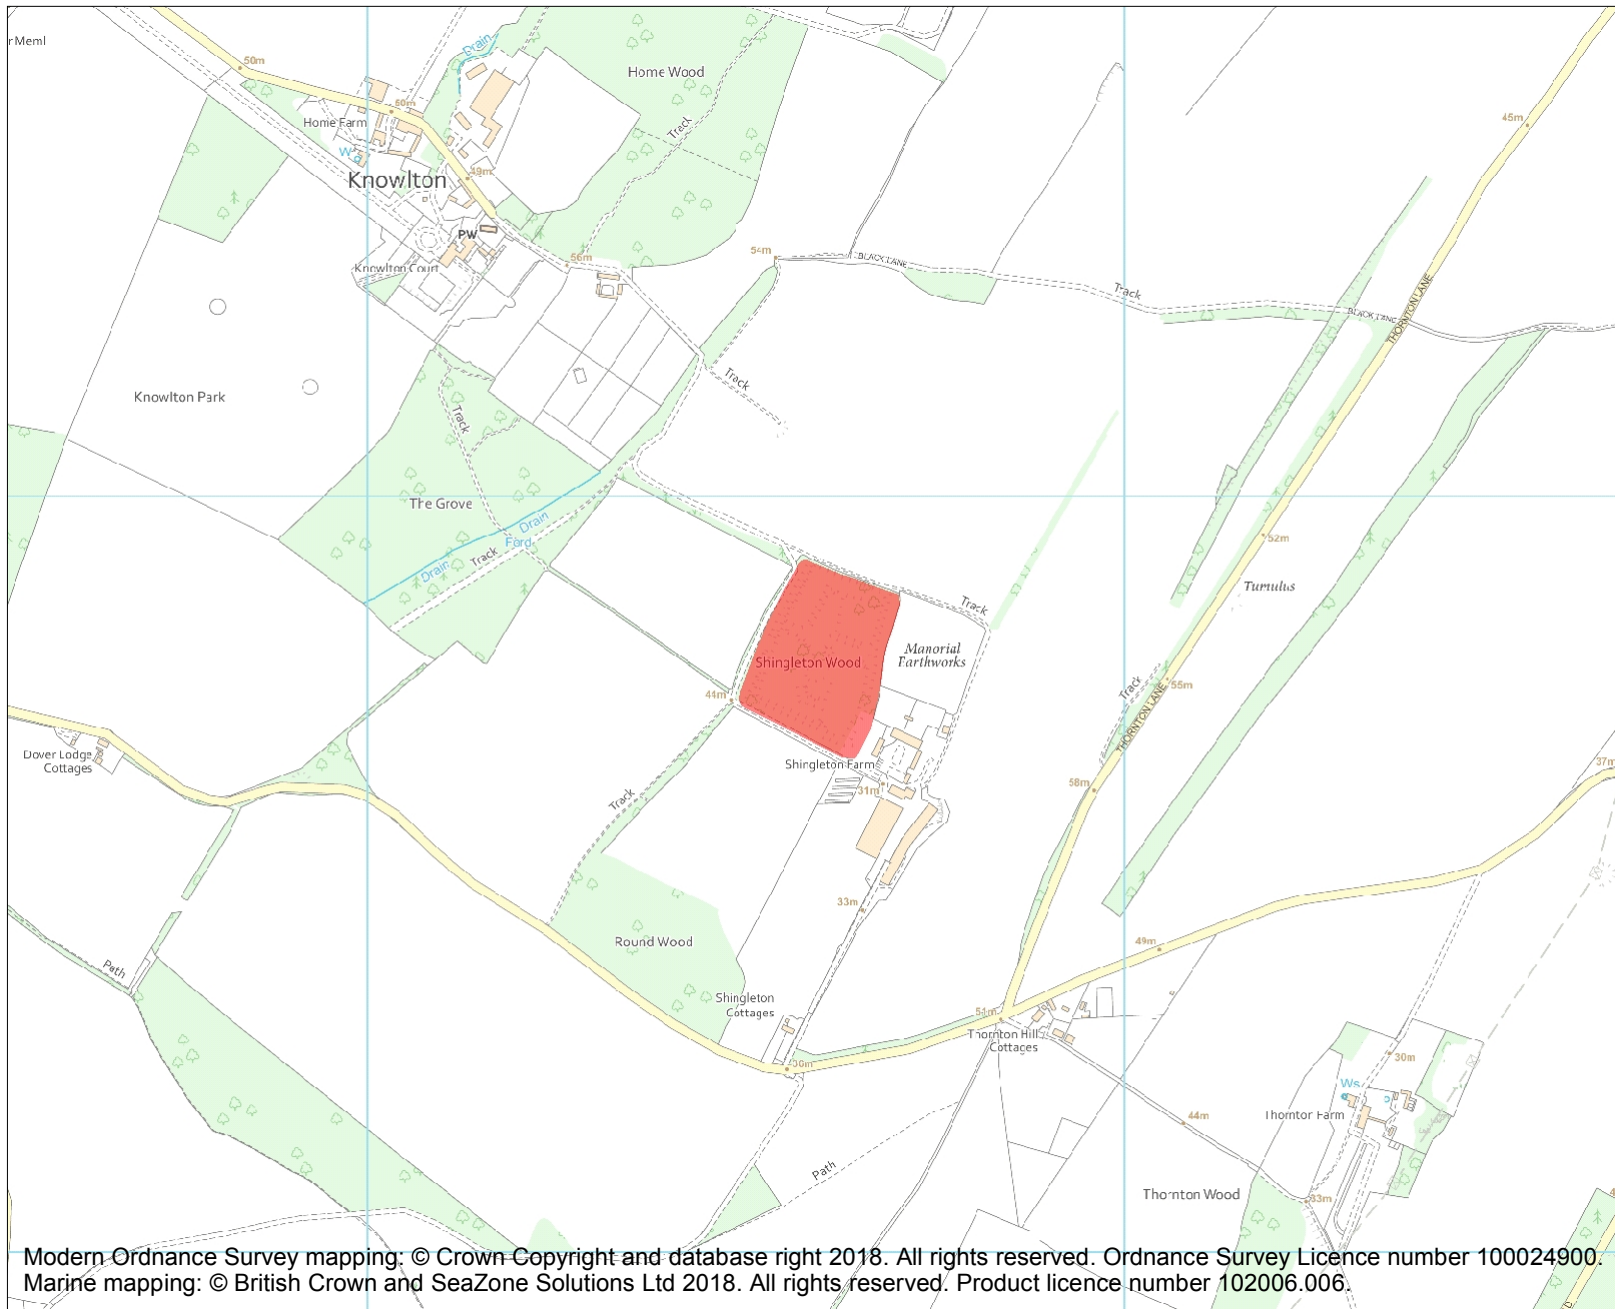 r Meml
50m
Drain
Home Wood
50m
Home Farm
Track
45m
W
Knowlton
49m
PW
54m
BLACK LANE
56m
Knowlton Court
Track
THORNTON LANE
BLACK LANE
Track
Knowlton Park
Track
The Grove
Drain
Ford
Track
Drain
52m
Tumulus
Track
Manorial
Earthworks
Shingleton Wood
44m
Track
55m
THORNTON LANE
Dover Lodge
Cottages
Shingleton Farm
37m
58m
31m
Track
33m
Round Wood
49m
Path
Shingleton
Cottages
51m
Thornton Hill
Cottages
30m
Ws
Thornton Farm
44m
Path
Thornton Wood
33m
Modern Ordnance Survey mapping: © Crown Copyright and database right 2018. All rights reserved. Ordnance Survey Licence number 100024900.
Marine mapping: © British Crown and SeaZone Solutions Ltd 2018. All rights reserved. Product licence number 102006.006.